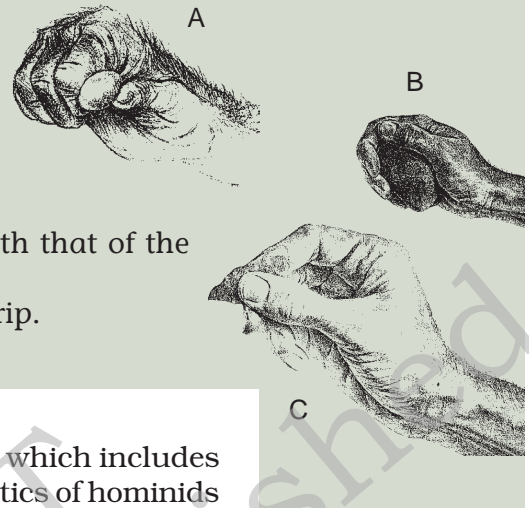 A
B
th that of the
rip.
C
which includes
tics of hominids